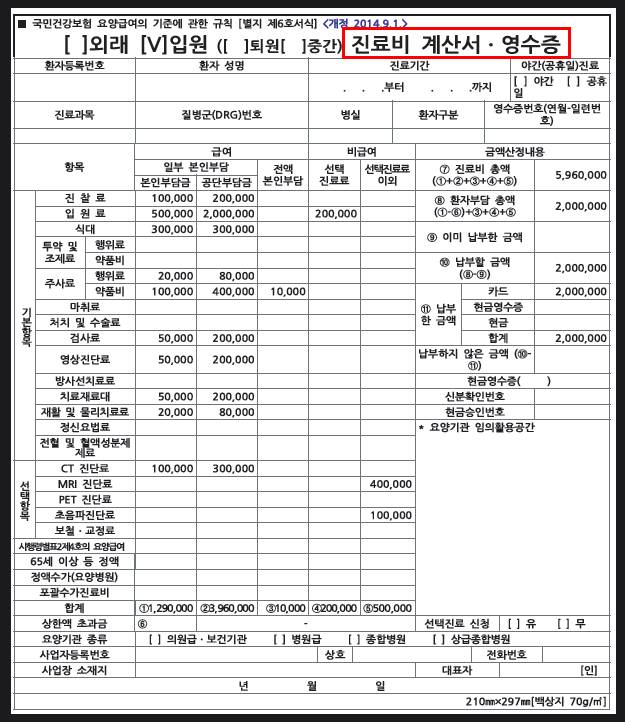 ■ 국민건강보험 요양급여의 기준에 관한 규칙 [별지 제6호서식] <개정 2014.9.1.>
[ ]외래 [V]입원 ([ ]퇴원[ ]중간) 진료비 계산서 · 영수증
환자등록번호 환자 성명 진료기간 야간(공휴일)진료
. . .부터 . . .까지 [ ] 야간 [ ] 공휴일
진료과목 질병군(DRG)번호 병실 환자구분 영수증번호(연월-일련번호)
항목 급여 비급여 금액산정내용
일부 본인부담 전액 본인부담 선택 진료료 선택진료료 이외
본인부담금 공단부담금
⑦ 진료비 총액 (①+②+③+④+⑤) 5,960,000
기본항목
진 찰 료 100,000 200,000
⑧ 환자부담 총액 (①-⑥)+③+④+⑤ 2,000,000
입 원 료 500,000 2,000,000 200,000
식대 300,000 300,000
⑨ 이미 납부한 금액
투약 및 조제료 행위료
약품비
⑩ 납부할 금액 (⑧-⑨) 2,000,000
주사료 행위료 20,000 80,000
약품비 100,000 400,000 10,000
⑪ 납부한 금액 카드 2,000,000
마취료
현금영수증
처치 및 수술료
현금
검사료 50,000 200,000
합계 2,000,000
영상진단료 50,000 200,000
납부하지 않은 금액 (⑩-⑪)
방사선치료료
현금영수증( )
치료재료대 50,000 200,000
신분확인번호
재활 및 물리치료료 20,000 80,000
현금승인번호
정신요법료
* 요양기관 임의활용공간
전혈 및 혈액성분제제료
선택항목
CT 진단료 100,000 300,000
MRI 진단료 400,000
PET 진단료
초음파진단료 100,000
보철 · 교정료
시행령별표2제4호의 요양급여
65세 이상 등 정액
정액수가(요양병원)
포괄수가진료비
합계 ①1,290,000 ②3,960,000 ③10,000 ④200,000 ⑤500,000
상한액 초과금 ⑥ - 선택진료 신청 [ ] 유 [ ] 무
요양기관 종류 [ ] 의원급 · 보건기관 [ ] 병원급 [ ] 종합병원 [ ] 상급종합병원
사업자등록번호 상호 전화번호
사업장 소재지 대표자 [인]
년 월 일
210㎜×297㎜[백상지 70g/㎡]